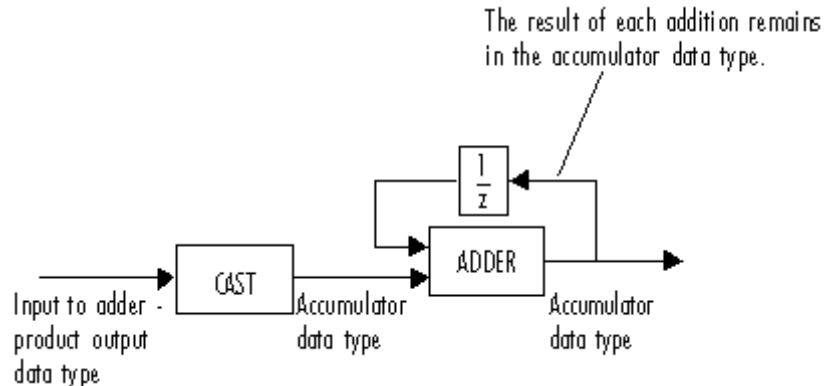 The result of each addition remains
in the accumulator data type.
1
z
ADDER
CAST
Input to adder -
product output
data type
Accumulator
data type
Accumulator
data type